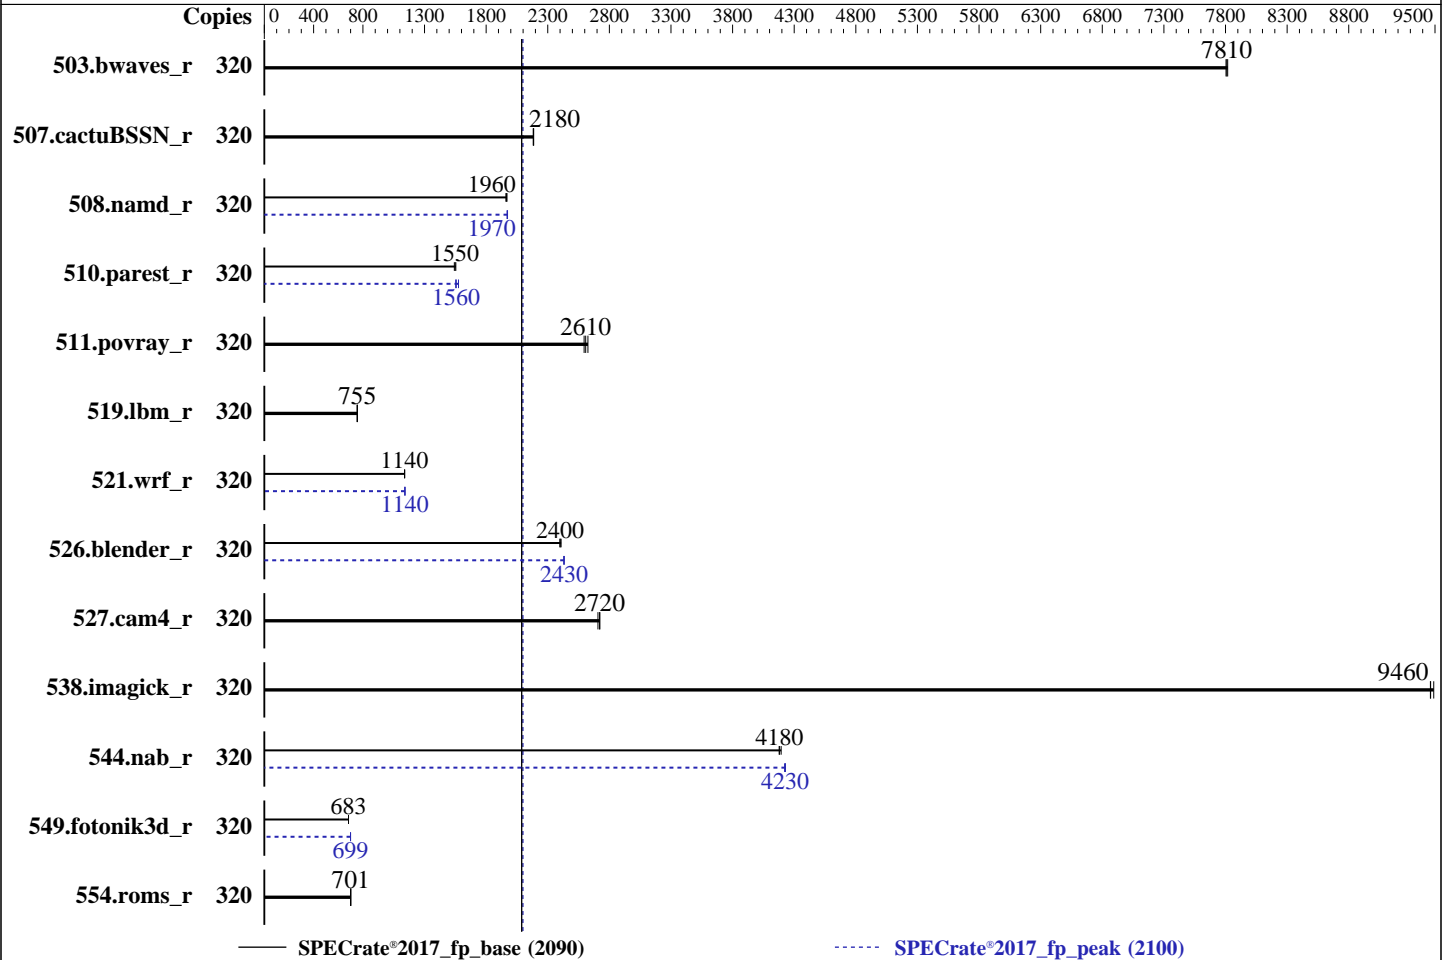 Copies 0 400 800 1300 1800 2300 2800 3300 3800 4300 4800 5300 5800 6300 6800 7300 7800 8300 8800 9500
503.bwaves_r 320 7810
507.cactuBSSN_r 320 2180
508.namd_r 320 1960
1970
510.parest_r 320 1550
1560
511.povray_r 320 2610
519.lbm_r 320 755
521.wrf_r 320 1140
1140
526.blender_r 320 2400
2430
527.cam4_r 320 2720
538.imagick_r 320 9460
544.nab_r 320 4180
4230
549.fotonik3d_r 320 683
699
554.roms_r 320 701
SPECrate®2017_fp_base (2090) SPECrate®2017_fp_peak (2100)